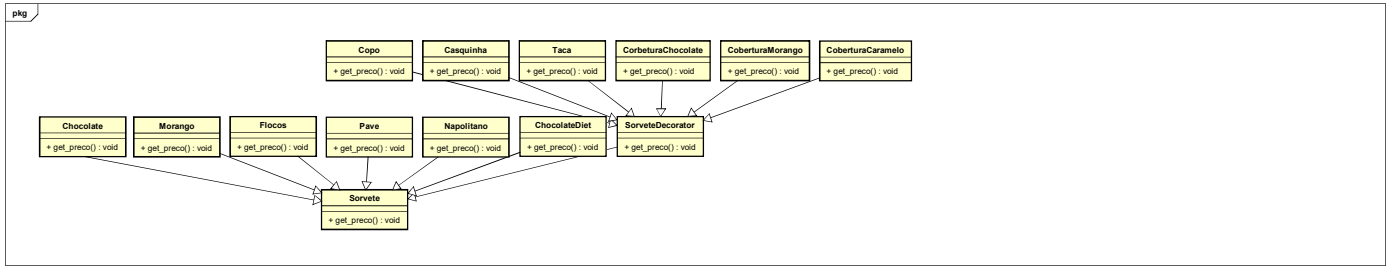 pkg
Copo Casquinha Taca CorbeturaChocolate CoberturaMorango CoberturaCaramelo
+ get_preco() : void + get_preco() : void + get_preco() : void + get_preco() : void + get_preco() : void + get_preco() : void
Chocolate Morango Flocos Pave Napolitano ChocolateDiet SorveteDecorator
+ get_preco() : void + get_preco() : void + get_preco() : void + get_preco() : void + get_preco() : void + get_preco() : void + get_preco() : void
Sorvete
+ get_preco() : void